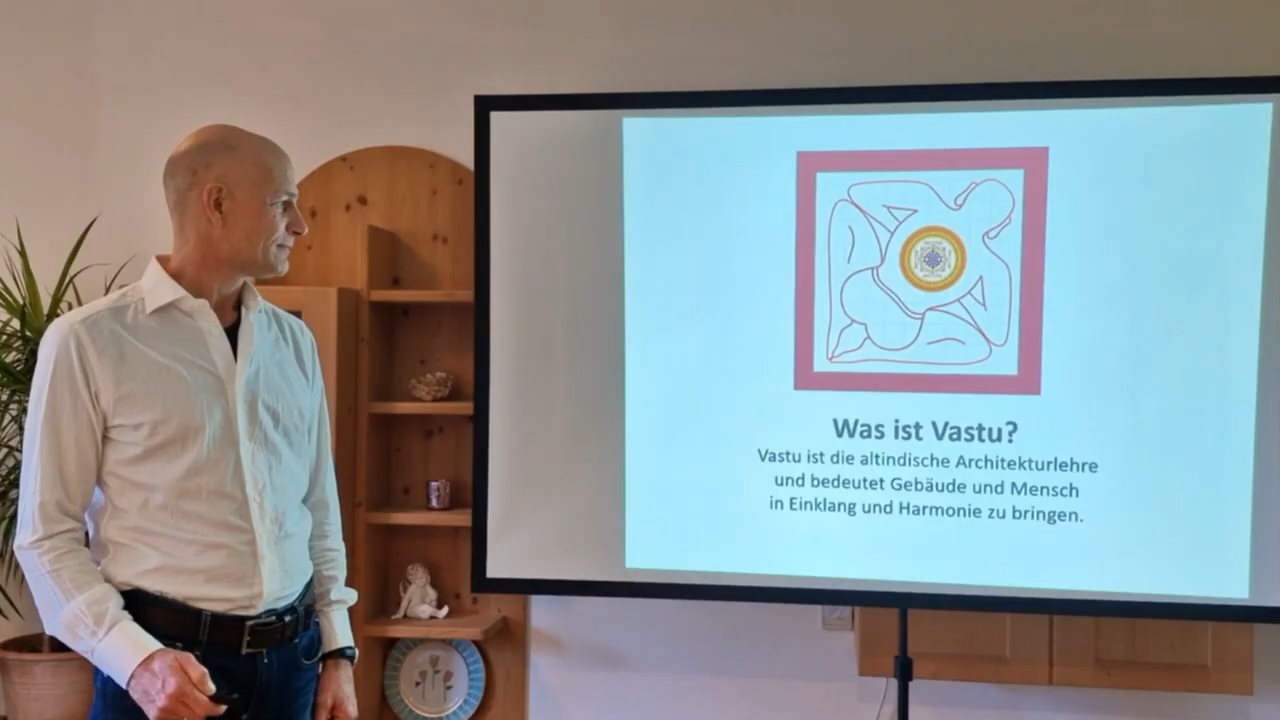 Was ist Vastu?
Vastu ist die altindische Architekturlehre
und bedeutet Gebäude und Mensch
in Einklang und Harmonie zu bringen.